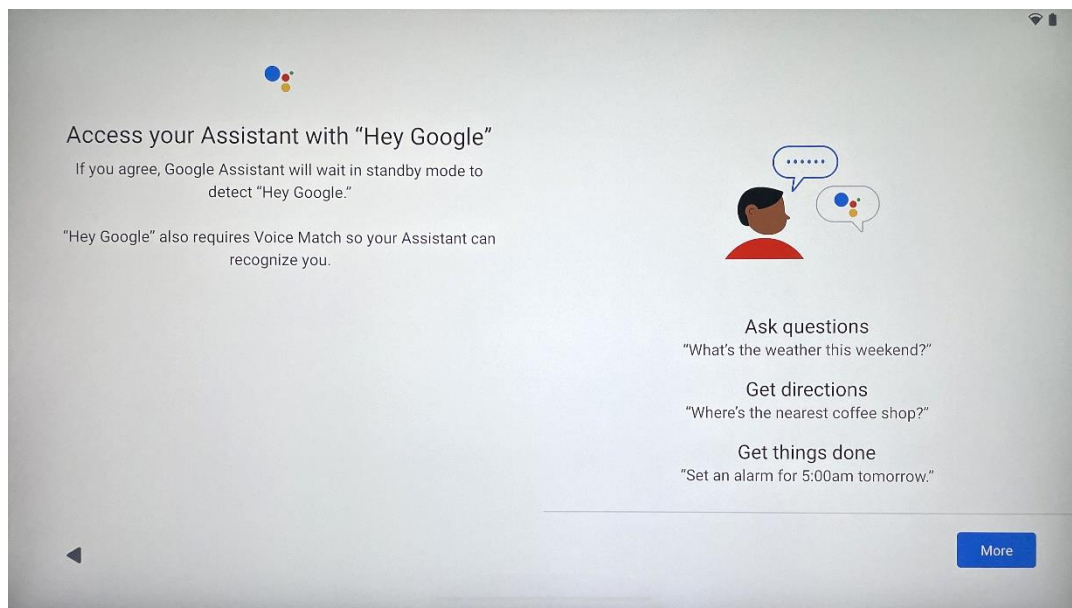 Access your Assistant with “Hey Google”
If you agree, Google Assistant will wait in standby mode to
detect “Hey Google.”
“Hey Google” also requires Voice Match so your Assistant can
recognize you.
Ask questions
“What’s the weather this weekend?”
Get directions
“Where’s the nearest coffee shop?”
Get things done
“Set an alarm for 5:00am tomorrow.”
More